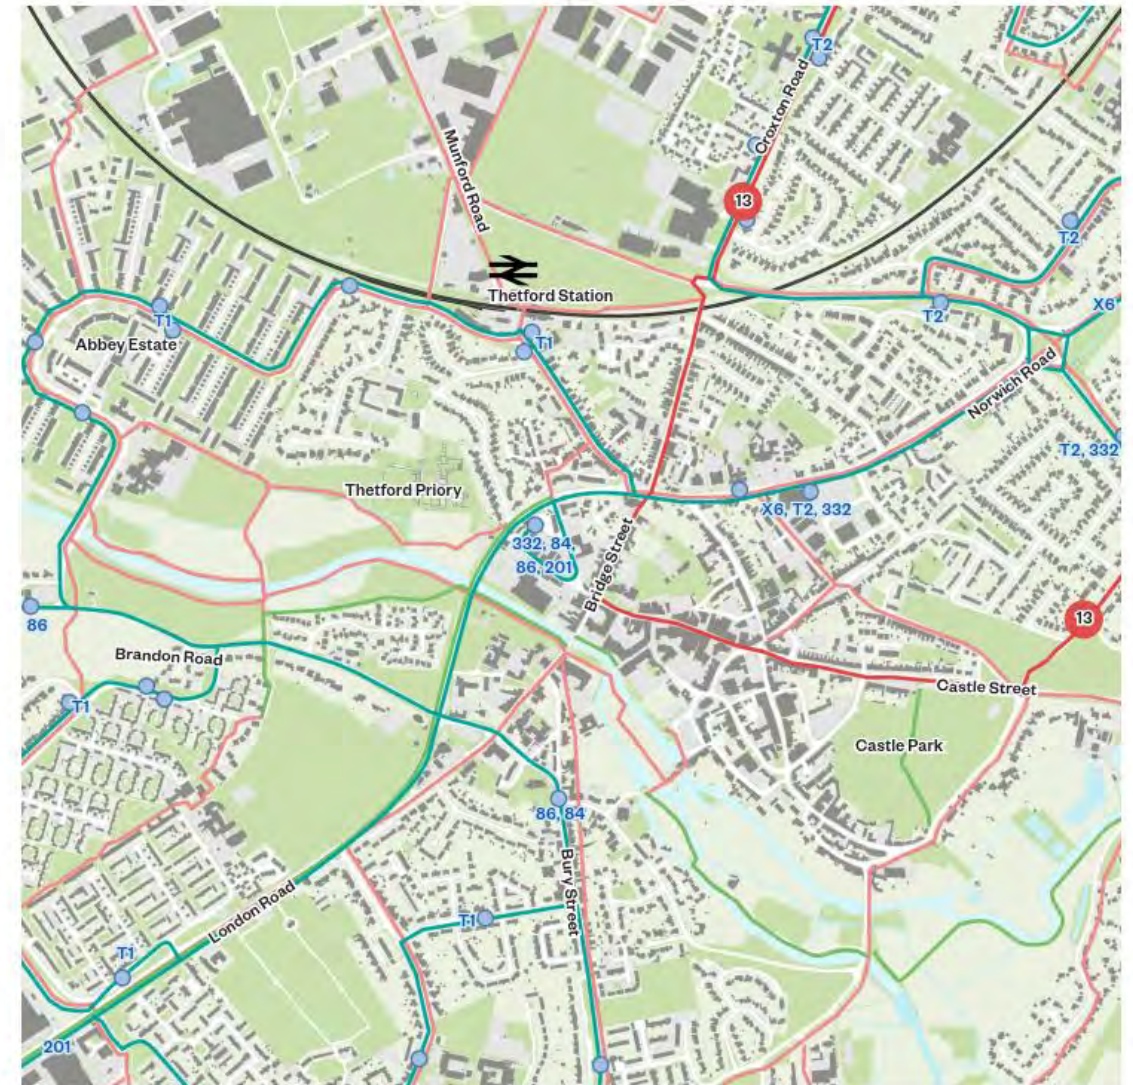 T2
Croxton Road
13
Munford Road
T2
Thetford Station
X6
T2
T1
T1
Abbey Estate
Norwich Road
T2, 332
Thetford Priory
X6, T2, 332
332, 84,
86, 201
Bridge Street
13
86
Brandon Road
Castle Street
T1
Castle Park
86, 84
Bury Street
London Road
T1
T1
201